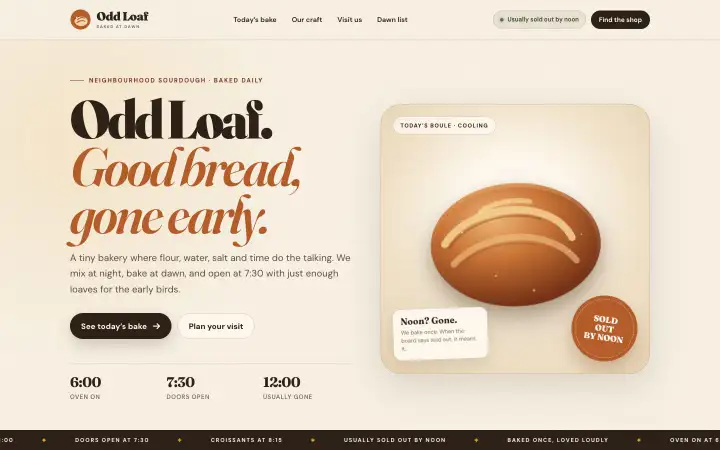 Odd Loaf
BAKED AT DAWN
Today's bake
Our craft
Visit us
Dawn list
Usually sold out by noon
Find the shop
NEIGHBOURHOOD SOURDOUGH · BAKED DAILY
Odd Loaf.
Good bread,
gone early.
A tiny bakery where flour, water, salt and time do the talking. We
mix at night, bake at dawn, and open at 7:30 with just enough
loaves for the early birds.
See today's bake →
Plan your visit
6:00
OVEN ON
7:30
DOORS OPEN
12:00
USUALLY GONE
TODAY'S BOULE · COOLING
Noon? Gone.
We bake once. When the
board says sold out, it means
it.
SOLD
OUT
BY NOON
:00 DOORS OPEN AT 7:30 CROISSANTS AT 8:15 USUALLY SOLD OUT BY NOON BAKED ONCE, LOVED LOUDLY OVEN ON AT 6